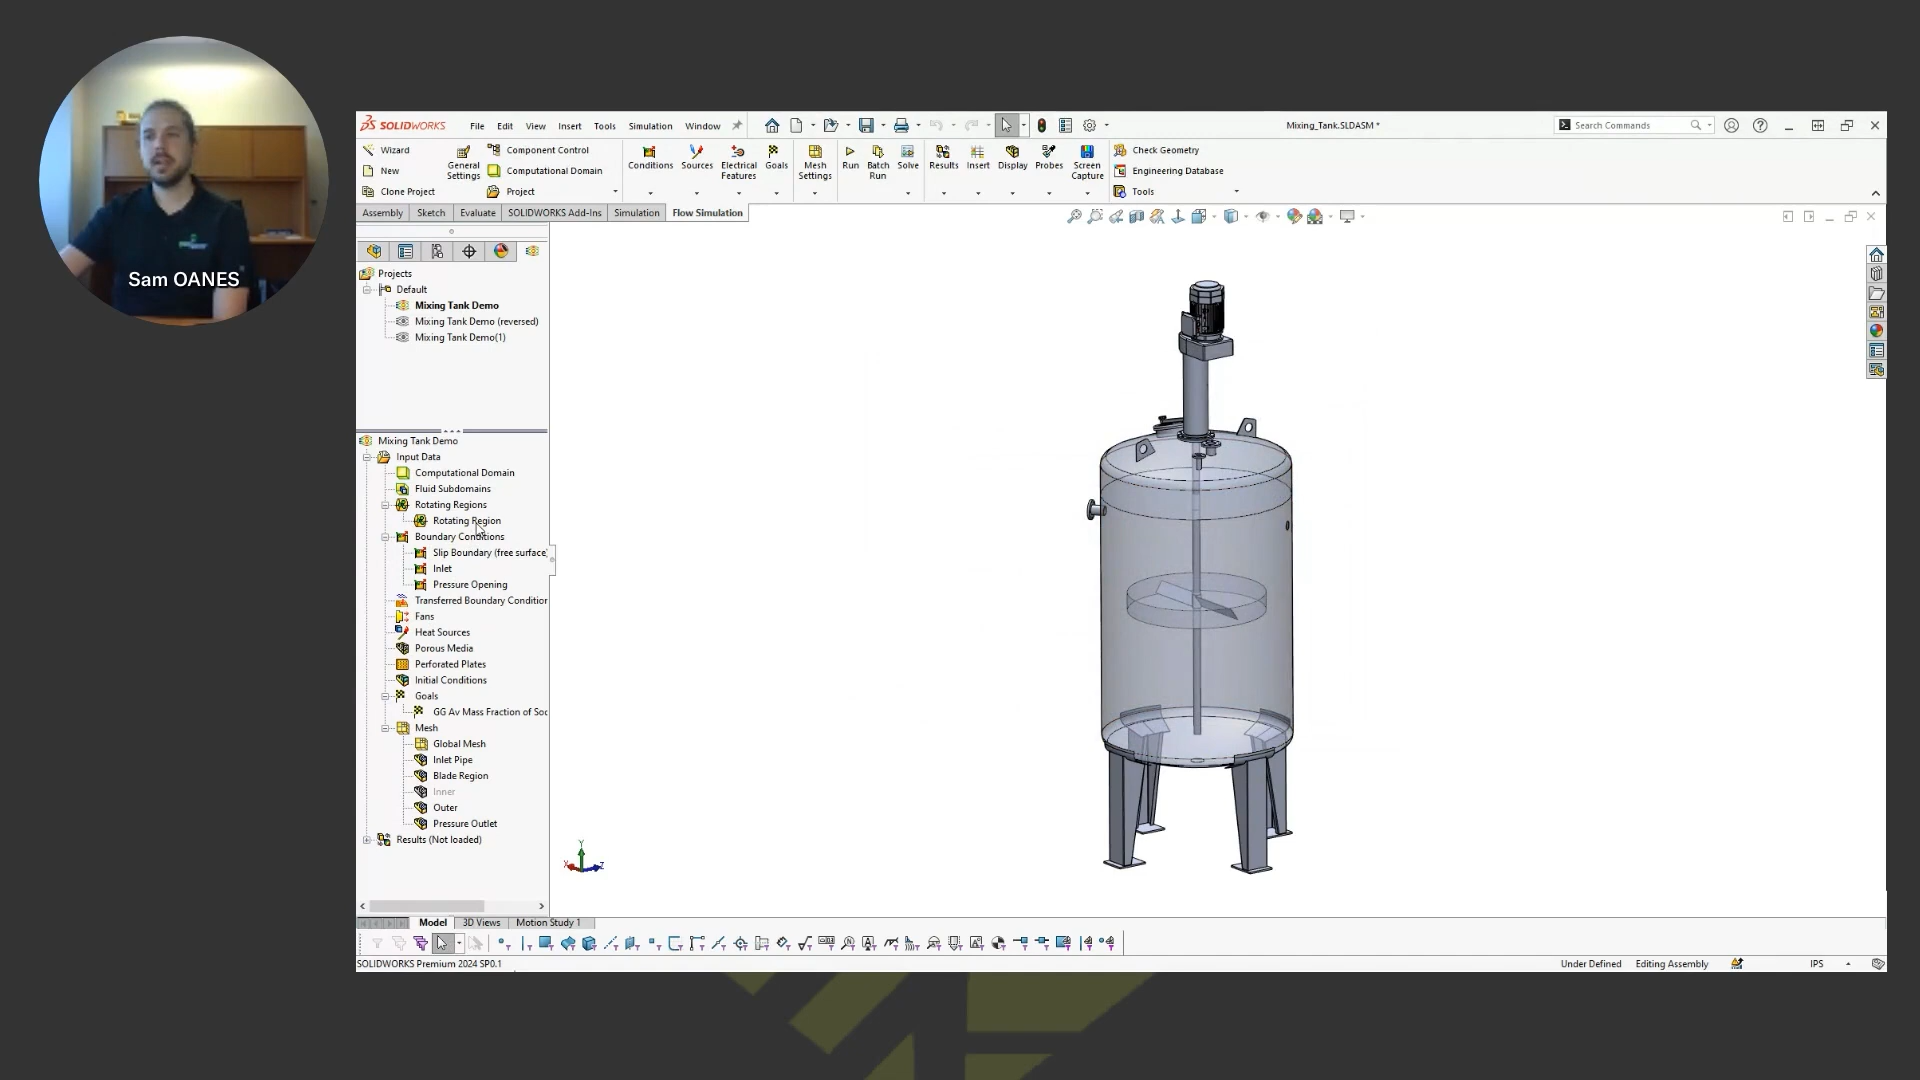 Sam OANES
SOLIDWORKS
File Edit View Insert Tools Simulation Window
Mixing_Tank.SLDASM *
Search Commands
Wizard
New
Clone Project
General
Settings
Component Control
Computational Domain
Project
Conditions
Sources
Electrical
Features
Goals
Mesh
Settings
Run
Batch
Run
Solve
Results
Insert
Display
Probes
Screen
Capture
Check Geometry
Engineering Database
Tools
Assembly Sketch Evaluate SOLIDWORKS Add-Ins Simulation Flow Simulation
Projects
Default
Mixing Tank Demo
Mixing Tank Demo (reversed)
Mixing Tank Demo(1)
Mixing Tank Demo
Input Data
Computational Domain
Fluid Subdomains
Rotating Regions
Rotating Region
Boundary Conditions
Slip Boundary (free surface)
Inlet
Pressure Opening
Transferred Boundary Condition
Fans
Heat Sources
Porous Media
Perforated Plates
Initial Conditions
Goals
GG Av Mass Fraction of Soc
Mesh
Global Mesh
Inlet Pipe
Blade Region
Inner
Outer
Pressure Outlet
Results (Not loaded)
Y
X
Z
Model 3D Views Motion Study 1
SOLIDWORKS Premium 2024 SP0.1
Under Defined Editing Assembly IPS